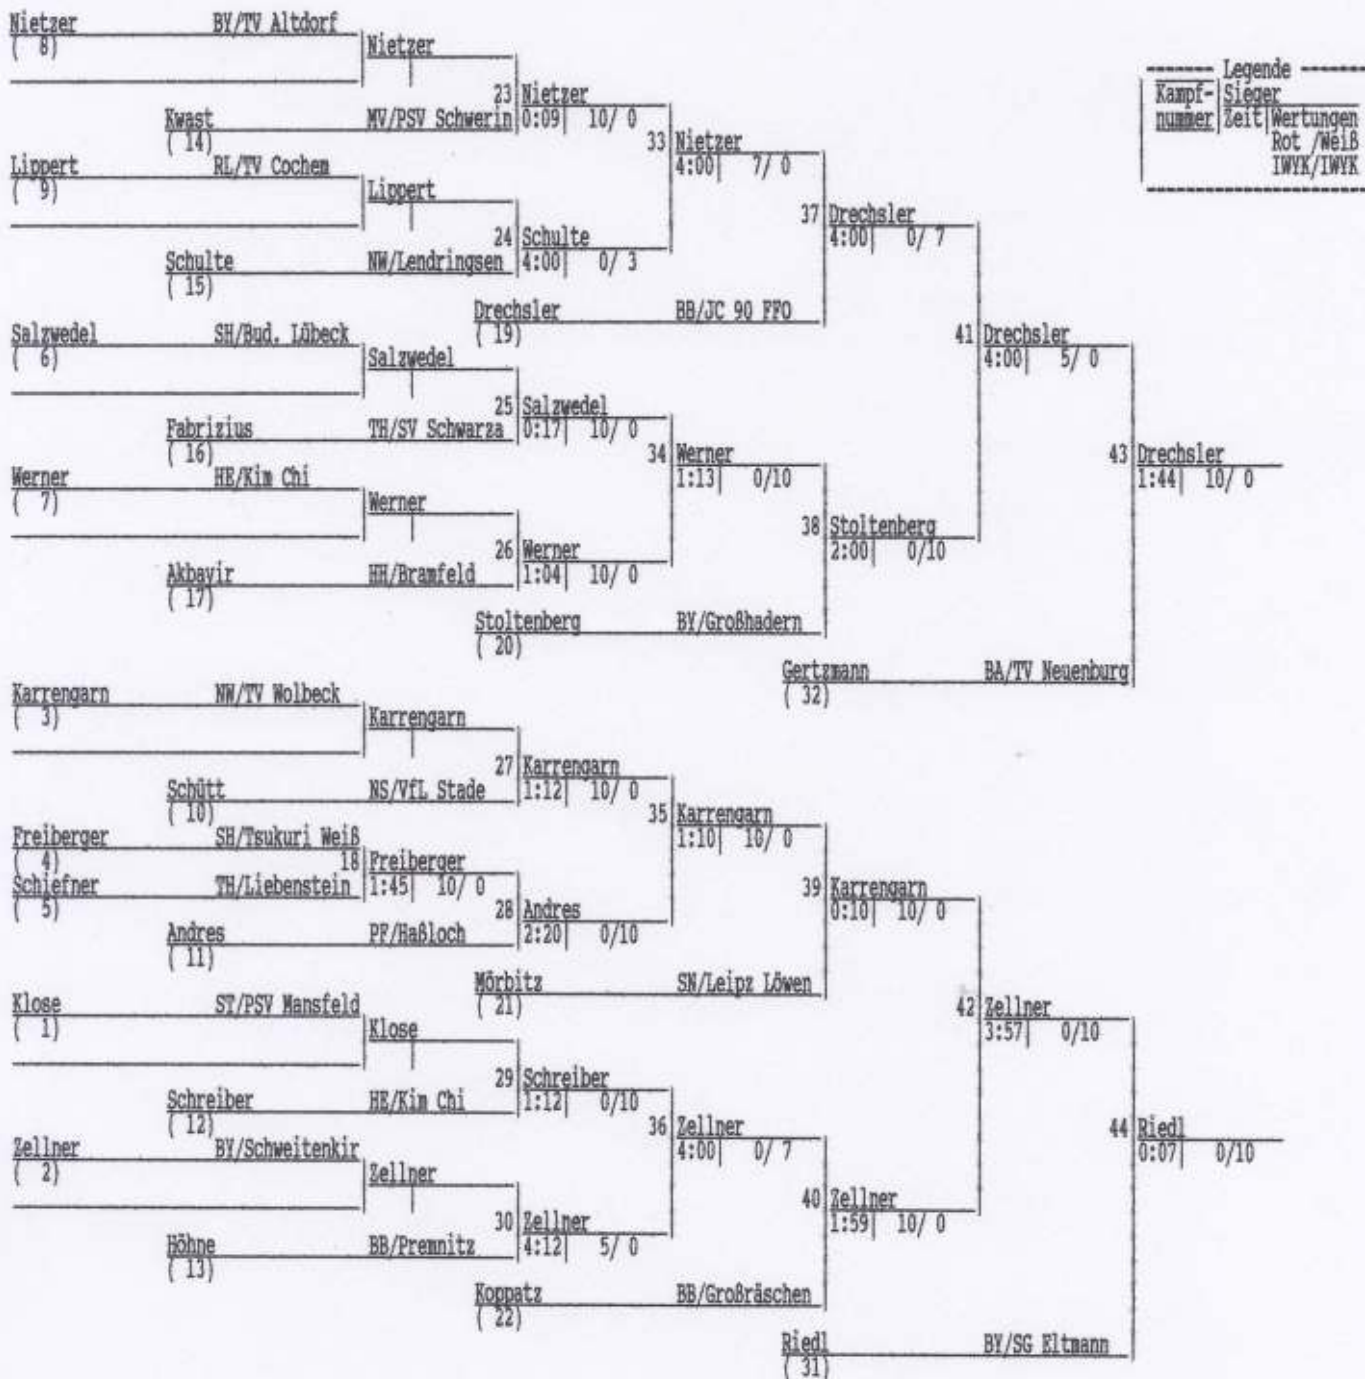 Nietzer BY/TV Altdorf
( 8) Nietzer
------- Legende -------
23 Nietzer Kampf- Sieger
Kwast MV/PSV Schwerin 0:09 10/ 0 nummer Zeit Wertungen
( 14) 33 Nietzer Rot /Weiß
Lippert RL/TV Cochem 4:00 7/ 0 IWYK/IWYK
( 9) Lippert
37 Drechsler
24 Schulte 4:00 0/ 7
Schulte NW/Lendringsen 4:00 0/ 3
( 15)
Drechsler BB/JC 90 FFO
( 19)
Salzwedel SH/Bud. Lübeck 41 Drechsler
( 6) Salzwedel 4:00 5/ 0
25 Salzwedel
Fabrizius TH/SV Schwarza 0:17 10/ 0
( 16) 34 Werner 43 Drechsler
Werner HE/Kim Chi 1:13 0/10 1:44 10/ 0
( 7) Werner
38 Stoltenberg
26 Werner 2:00 0/10
Akbayir HH/Bramfeld 1:04 10/ 0
( 17)
Stoltenberg BY/Großhadern
( 20)
Gertzmann BA/TV Neuenburg
( 32)
Karrengarn NW/TV Wolbeck
( 3) Karrengarn
27 Karrengarn
Schütt NS/VfL Stade 1:12 10/ 0
( 10) 35 Karrengarn
Freiberger SH/Tsukuri Weiß 1:10 10/ 0
( 4) 18 Freiberger
Schiefner TH/Liebenstein 1:45 10/ 0
( 5) 39 Karrengarn
28 Andres 0:10 10/ 0
Andres PF/Haßloch 2:20 0/10
( 11)
Mörbitz SN/Leipz Löwen
( 21)
Klose ST/PSV Mansfeld 42 Zellner
( 1) Klose 3:57 0/10
29 Schreiber
Schreiber HE/Kim Chi 1:12 0/10
( 12) 36 Zellner 44 Riedl
Zellner BY/Schweitenkir 4:00 0/ 7 0:07 0/10
( 2) Zellner
40 Zellner
30 Zellner 1:59 10/ 0
Höhne BB/Premnitz 4:12 5/ 0
( 13)
Koppatz BB/Großräschen
( 22)
Riedl BY/SG Eltmann
( 31)